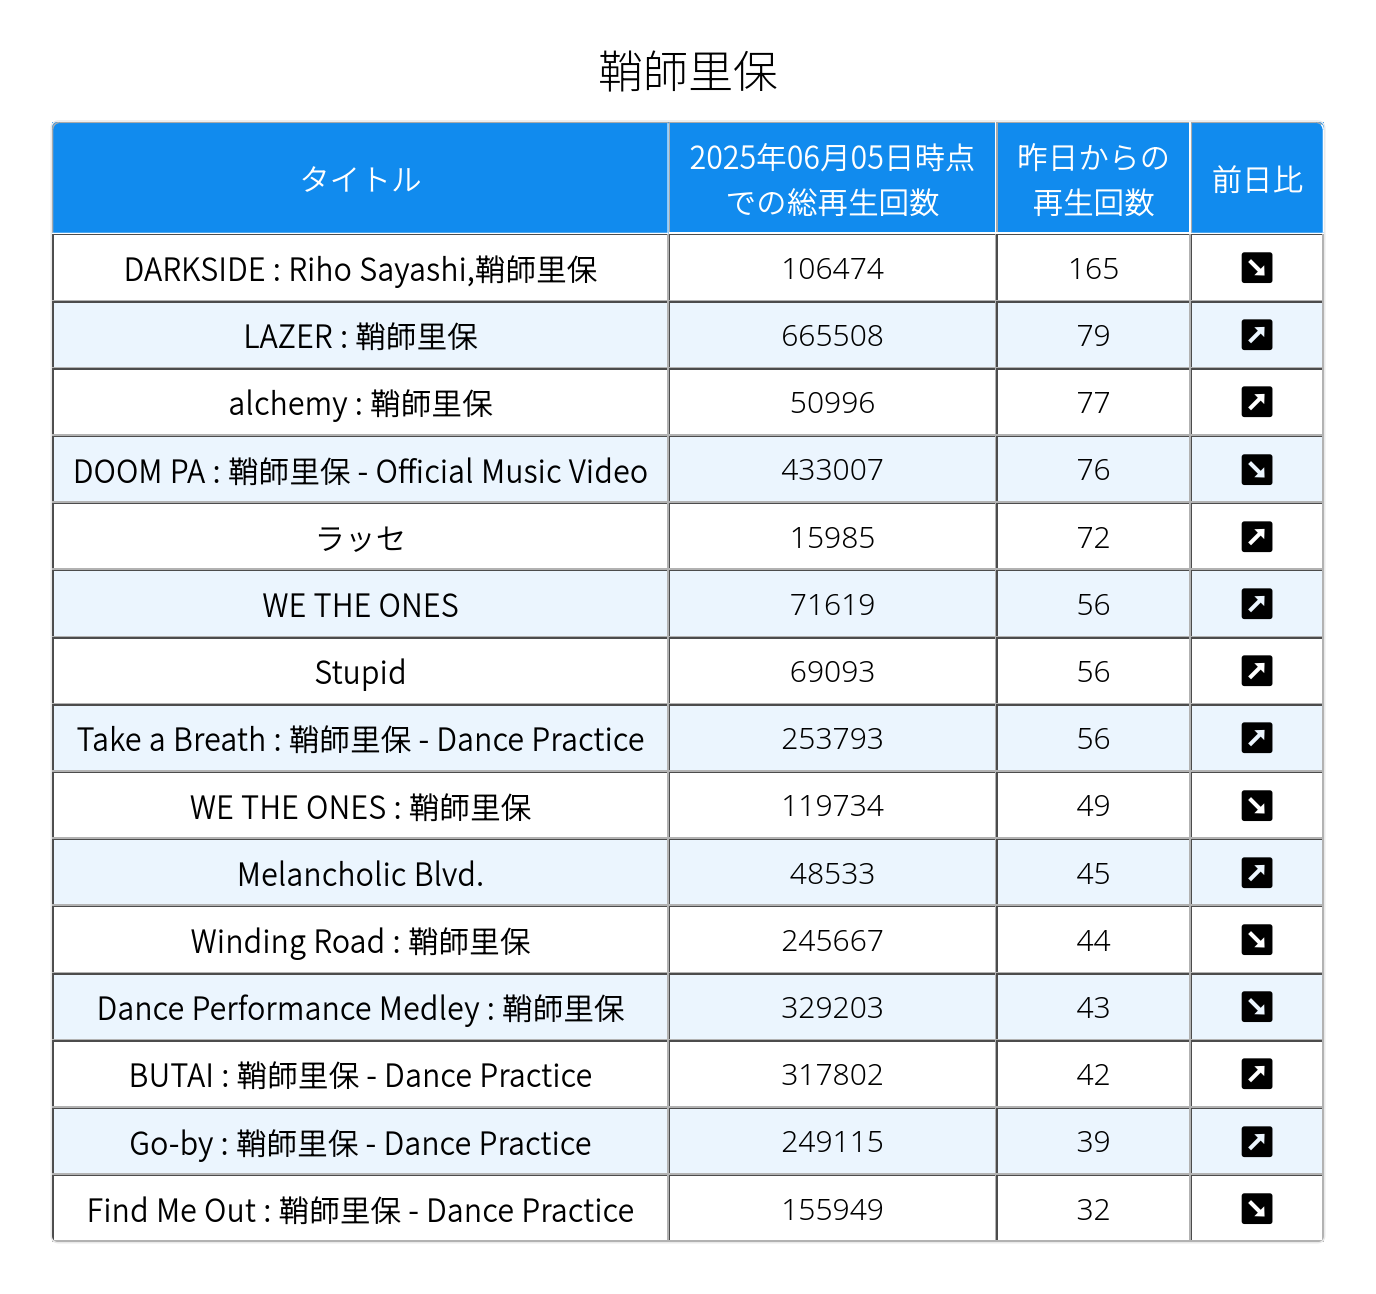 鞘師里保
タイトル
2025年06月05日時点
での総再生回数
昨日からの
再生回数
前日比
DARKSIDE : Riho Sayashi,鞘師里保 106474 165
LAZER : 鞘師里保 665508 79
alchemy : 鞘師里保 50996 77
DOOM PA : 鞘師里保 - Official Music Video 433007 76
ラッセ 15985 72
WE THE ONES 71619 56
Stupid 69093 56
Take a Breath : 鞘師里保 - Dance Practice 253793 56
WE THE ONES : 鞘師里保 119734 49
Melancholic Blvd. 48533 45
Winding Road : 鞘師里保 245667 44
Dance Performance Medley : 鞘師里保 329203 43
BUTAI : 鞘師里保 - Dance Practice 317802 42
Go-by : 鞘師里保 - Dance Practice 249115 39
Find Me Out : 鞘師里保 - Dance Practice 155949 32